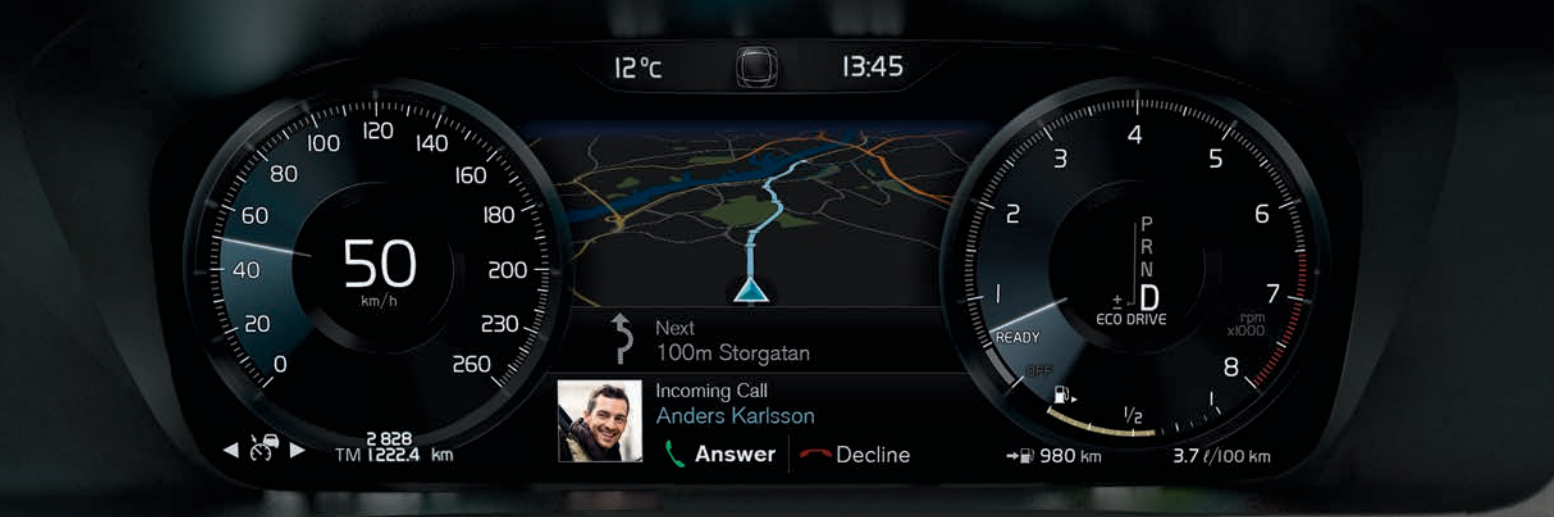 12°C
13:45
0
20
40
60
80
100
120
140
160
180
200
230
260
50
km/h
2 828
TM 1222.4 km
Next
100m Storgatan
Incoming Call
Anders Karlsson
Answer
Decline
1
2
3
4
5
6
7
8
rpm
x1000
P
R
N
± D
ECO DRIVE
READY
OFF
1/2
1
980 km
3.7 ℓ/100 km